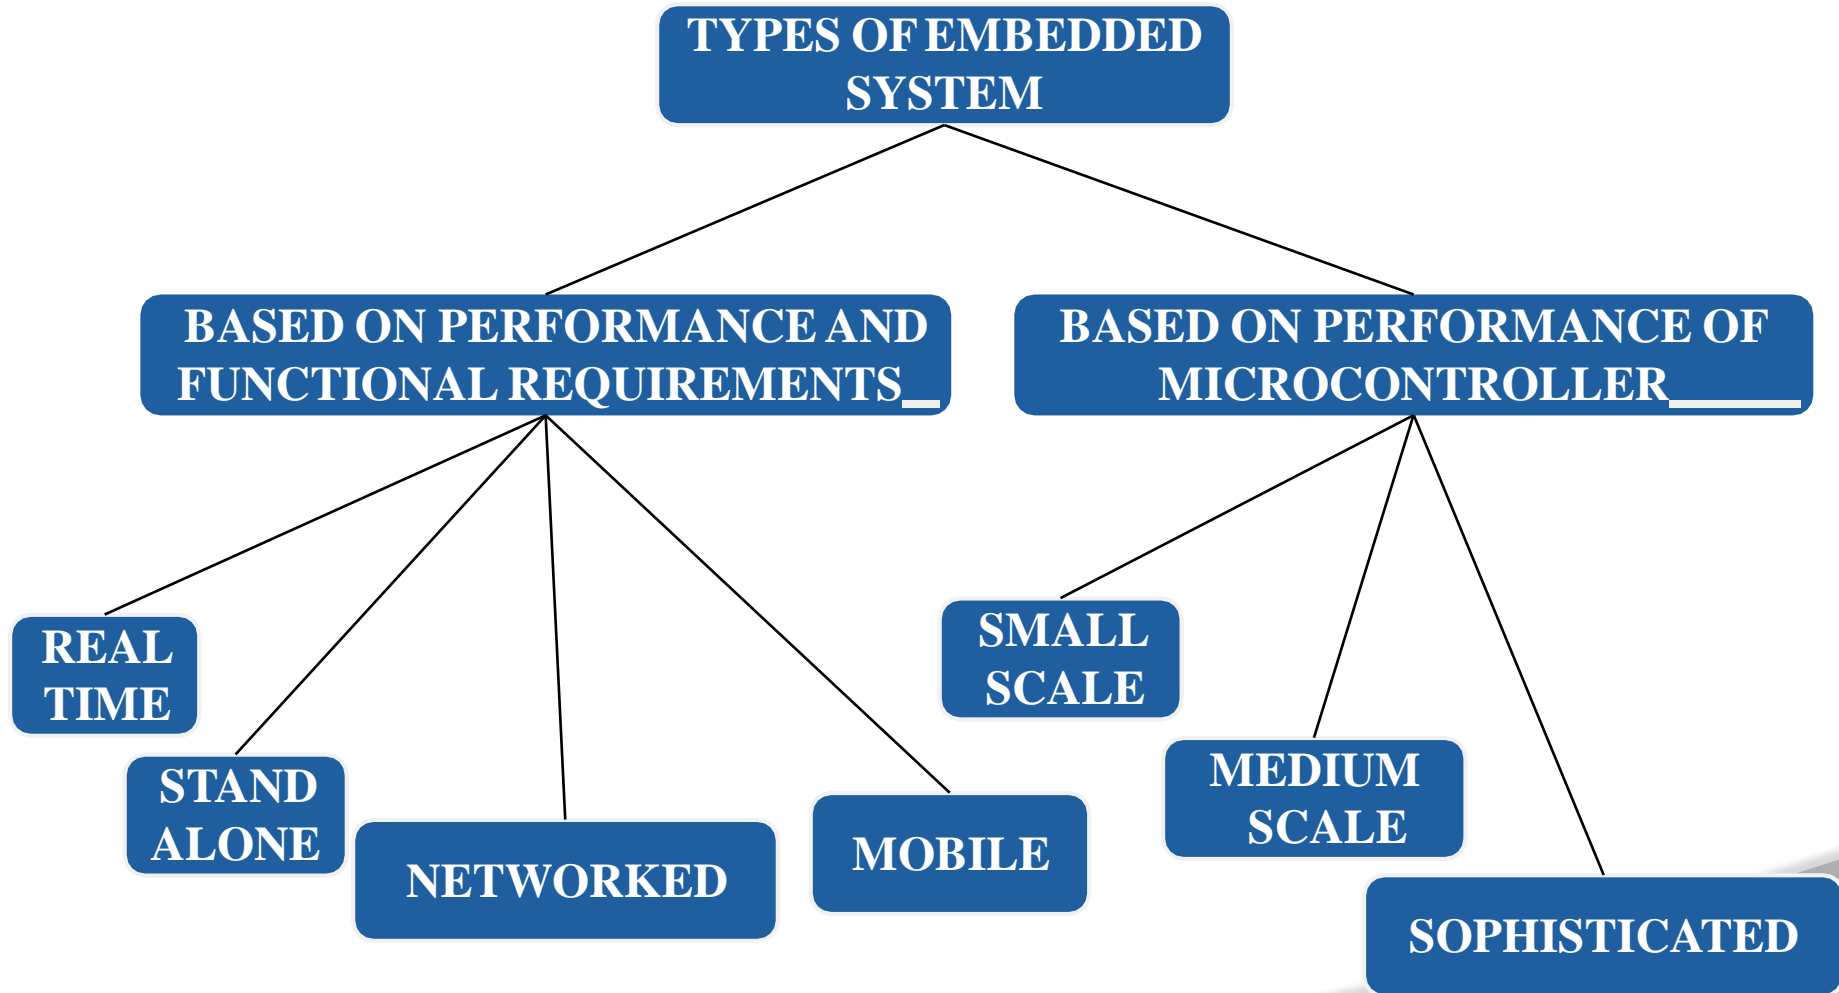 TYPES OF EMBEDDED
SYSTEM
BASED ON PERFORMANCE AND
FUNCTIONAL REQUIREMENTS
BASED ON PERFORMANCE OF
MICROCONTROLLER
REAL
TIME
STAND
ALONE
NETWORKED
MOBILE
SMALL
SCALE
MEDIUM
SCALE
SOPHISTICATED